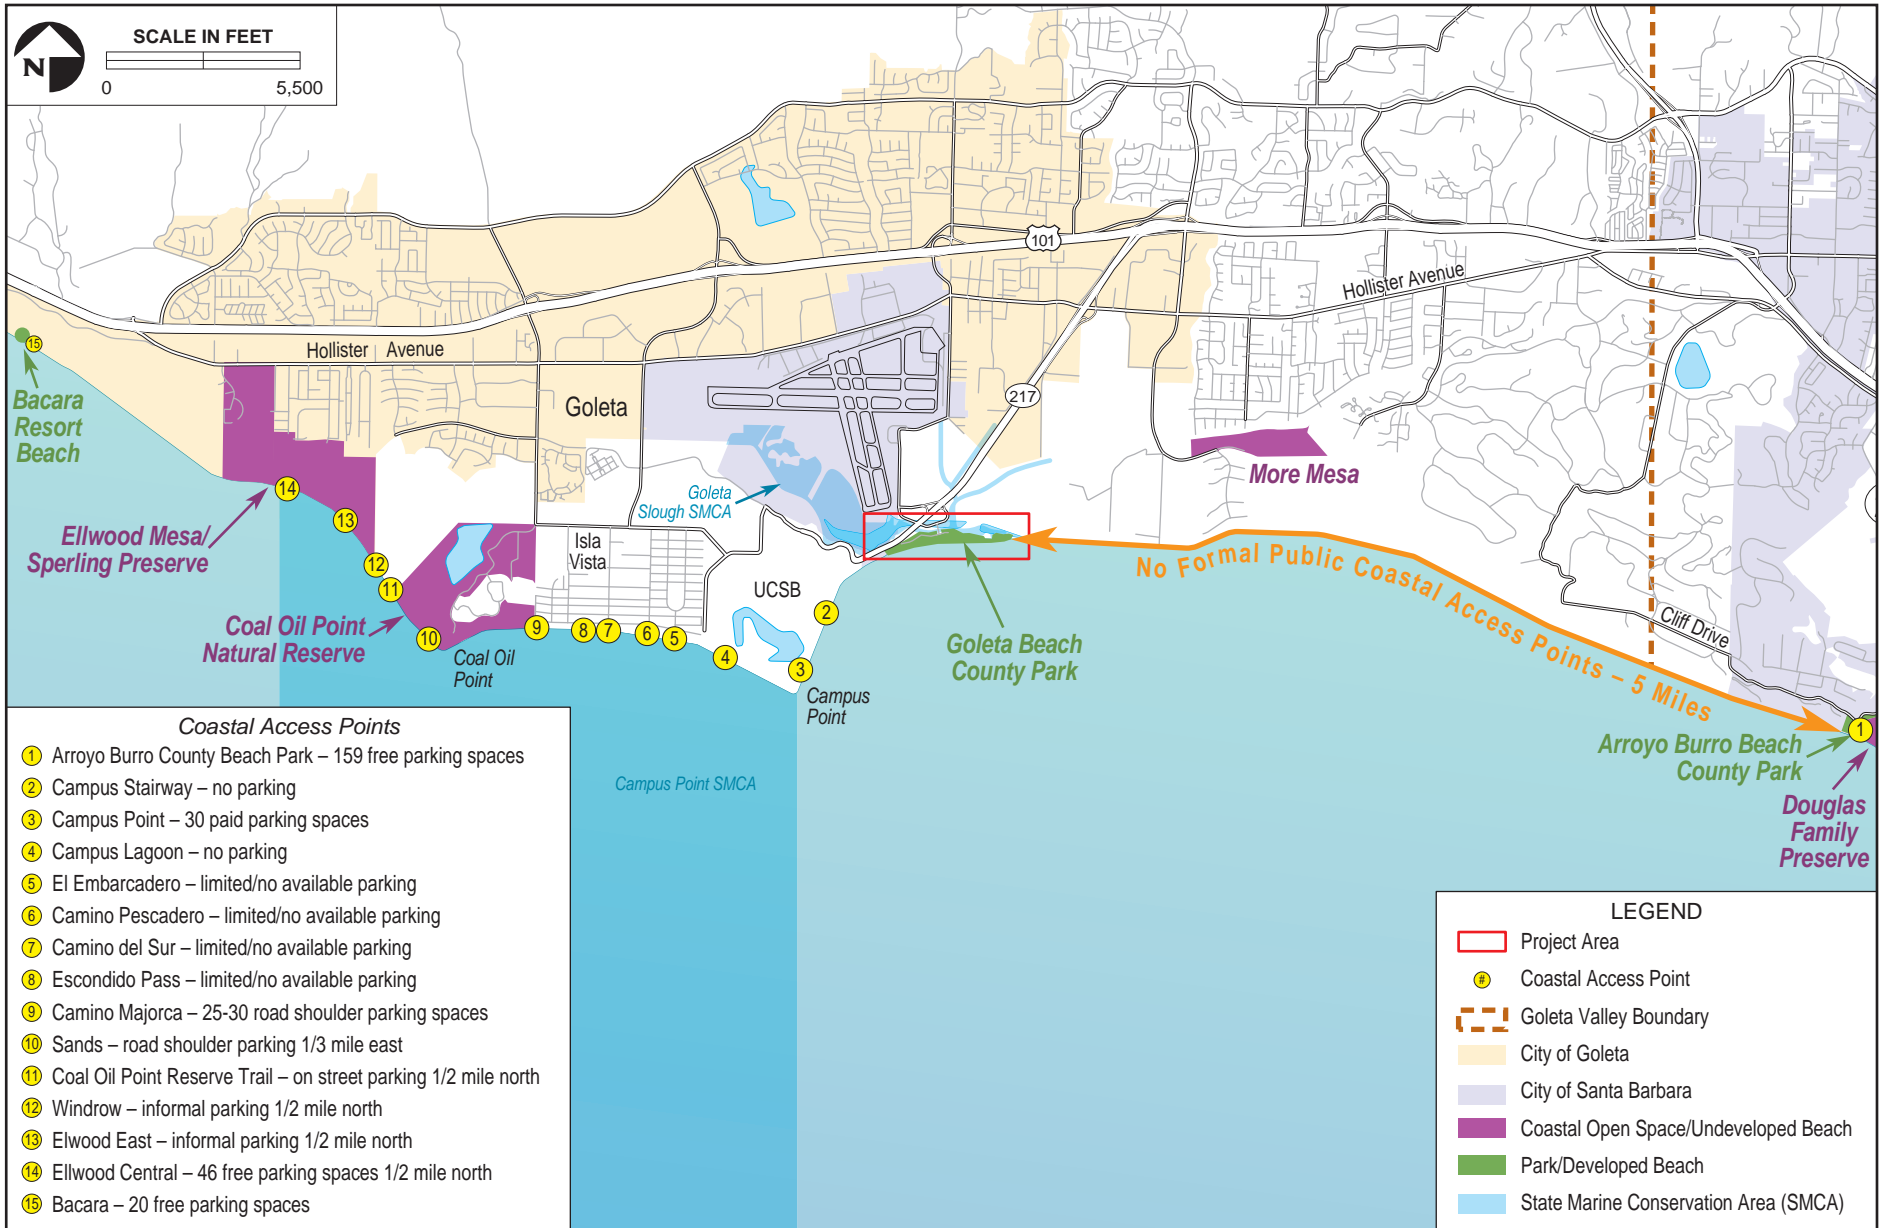 N
SCALE IN FEET
0 5,500
101
Hollister Avenue
217
Hollister Avenue
Goleta
15
Bacara
Resort
Beach
14
13
12
11
10
9
8
7
6
5
4
3
2
1
Ellwood Mesa/
Sperling Preserve
Coal Oil Point
Natural Reserve
Coal Oil
Point
Isla
Vista
Goleta
Slough SMCA
UCSB
Campus
Point
Campus Point SMCA
Goleta Beach
County Park
More Mesa
No Formal Public Coastal Access Points – 5 Miles
Cliff Drive
Arroyo Burro Beach
County Park
Douglas
Family
Preserve
Coastal Access Points
1 Arroyo Burro County Beach Park – 159 free parking spaces
2 Campus Stairway – no parking
3 Campus Point – 30 paid parking spaces
4 Campus Lagoon – no parking
5 El Embarcadero – limited/no available parking
6 Camino Pescadero – limited/no available parking
7 Camino del Sur – limited/no available parking
8 Escondido Pass – limited/no available parking
9 Camino Majorca – 25-30 road shoulder parking spaces
10 Sands – road shoulder parking 1/3 mile east
11 Coal Oil Point Reserve Trail – on street parking 1/2 mile north
12 Windrow – informal parking 1/2 mile north
13 Elwood East – informal parking 1/2 mile north
14 Ellwood Central – 46 free parking spaces 1/2 mile north
15 Bacara – 20 free parking spaces
LEGEND
Project Area
# Coastal Access Point
Goleta Valley Boundary
City of Goleta
City of Santa Barbara
Coastal Open Space/Undeveloped Beach
Park/Developed Beach
State Marine Conservation Area (SMCA)